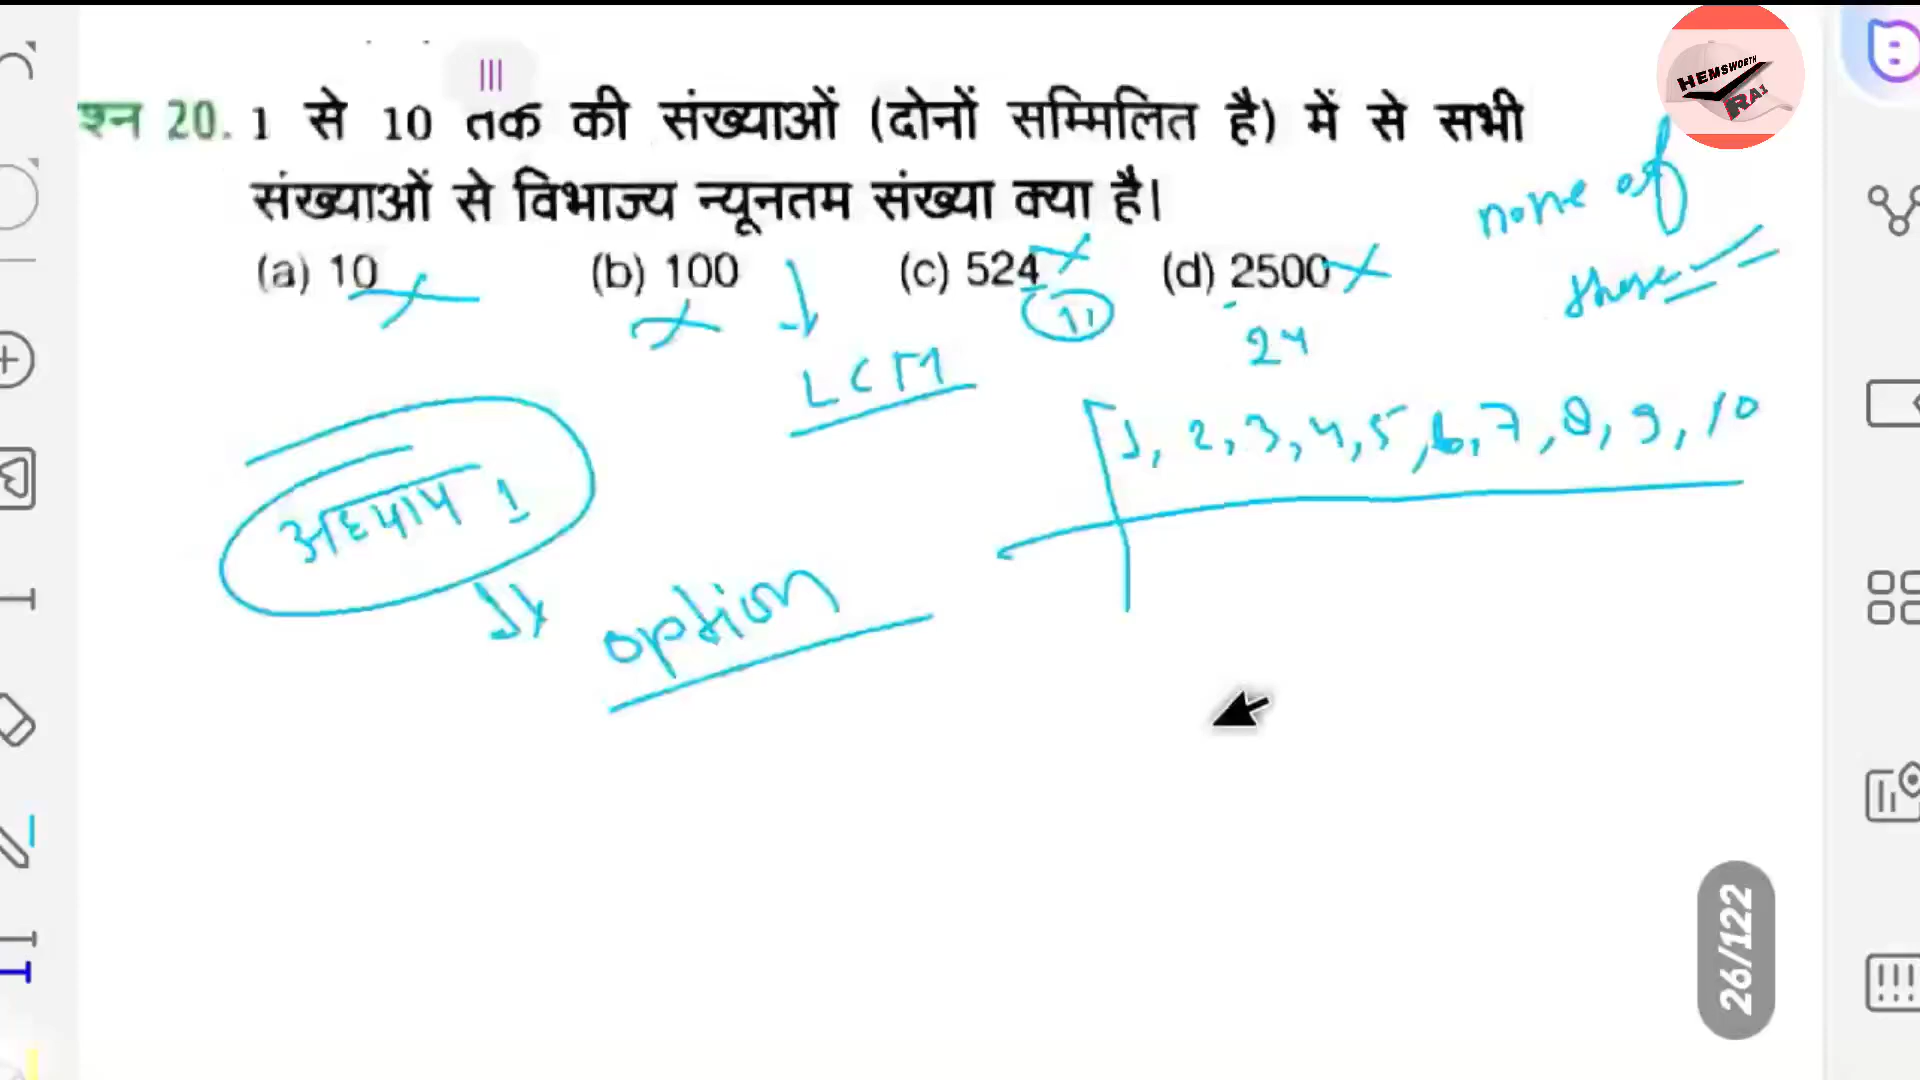 HEMSWORTH
RAI
श्न 20. 1 से 10 तक की संख्याओं (दोनों सम्मिलित है) में से सभी
संख्याओं से विभाज्य न्यूनतम संख्या क्या है।
none of
these
(a) 10 (b) 100 (c) 524 (d) 2500
11
24
LCM
1, 2, 3, 4, 5, 6, 7, 8, 9, 10
अध्याय 1
option
26/122